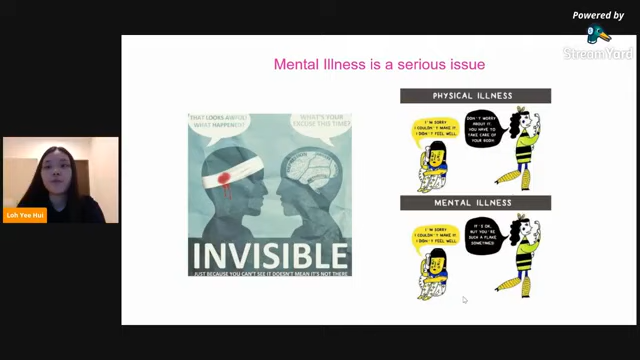 Powered by
StreamYard
Mental Illness is a serious issue
THAT LOOKS AWFUL!
WHAT HAPPENED?
WHAT'S YOUR
EXCUSE THIS TIME?
INVISIBLE
JUST BECAUSE YOU CAN'T SEE IT DOESN'T MEAN IT'S NOT THERE
PHYSICAL ILLNESS
I'M SORRY
I COULDN'T MAKE IT
I DON'T FEEL WELL
DON'T WORRY
ABOUT IT
YOU HAVE TO
TAKE CARE OF
YOUR BODY
MENTAL ILLNESS
I'M SORRY
I COULDN'T MAKE IT
I DON'T FEEL WELL
IT'S OK,
BUT YOU'RE
SUCH A FLAKE
SOMETIMES
Loh Yee Hui